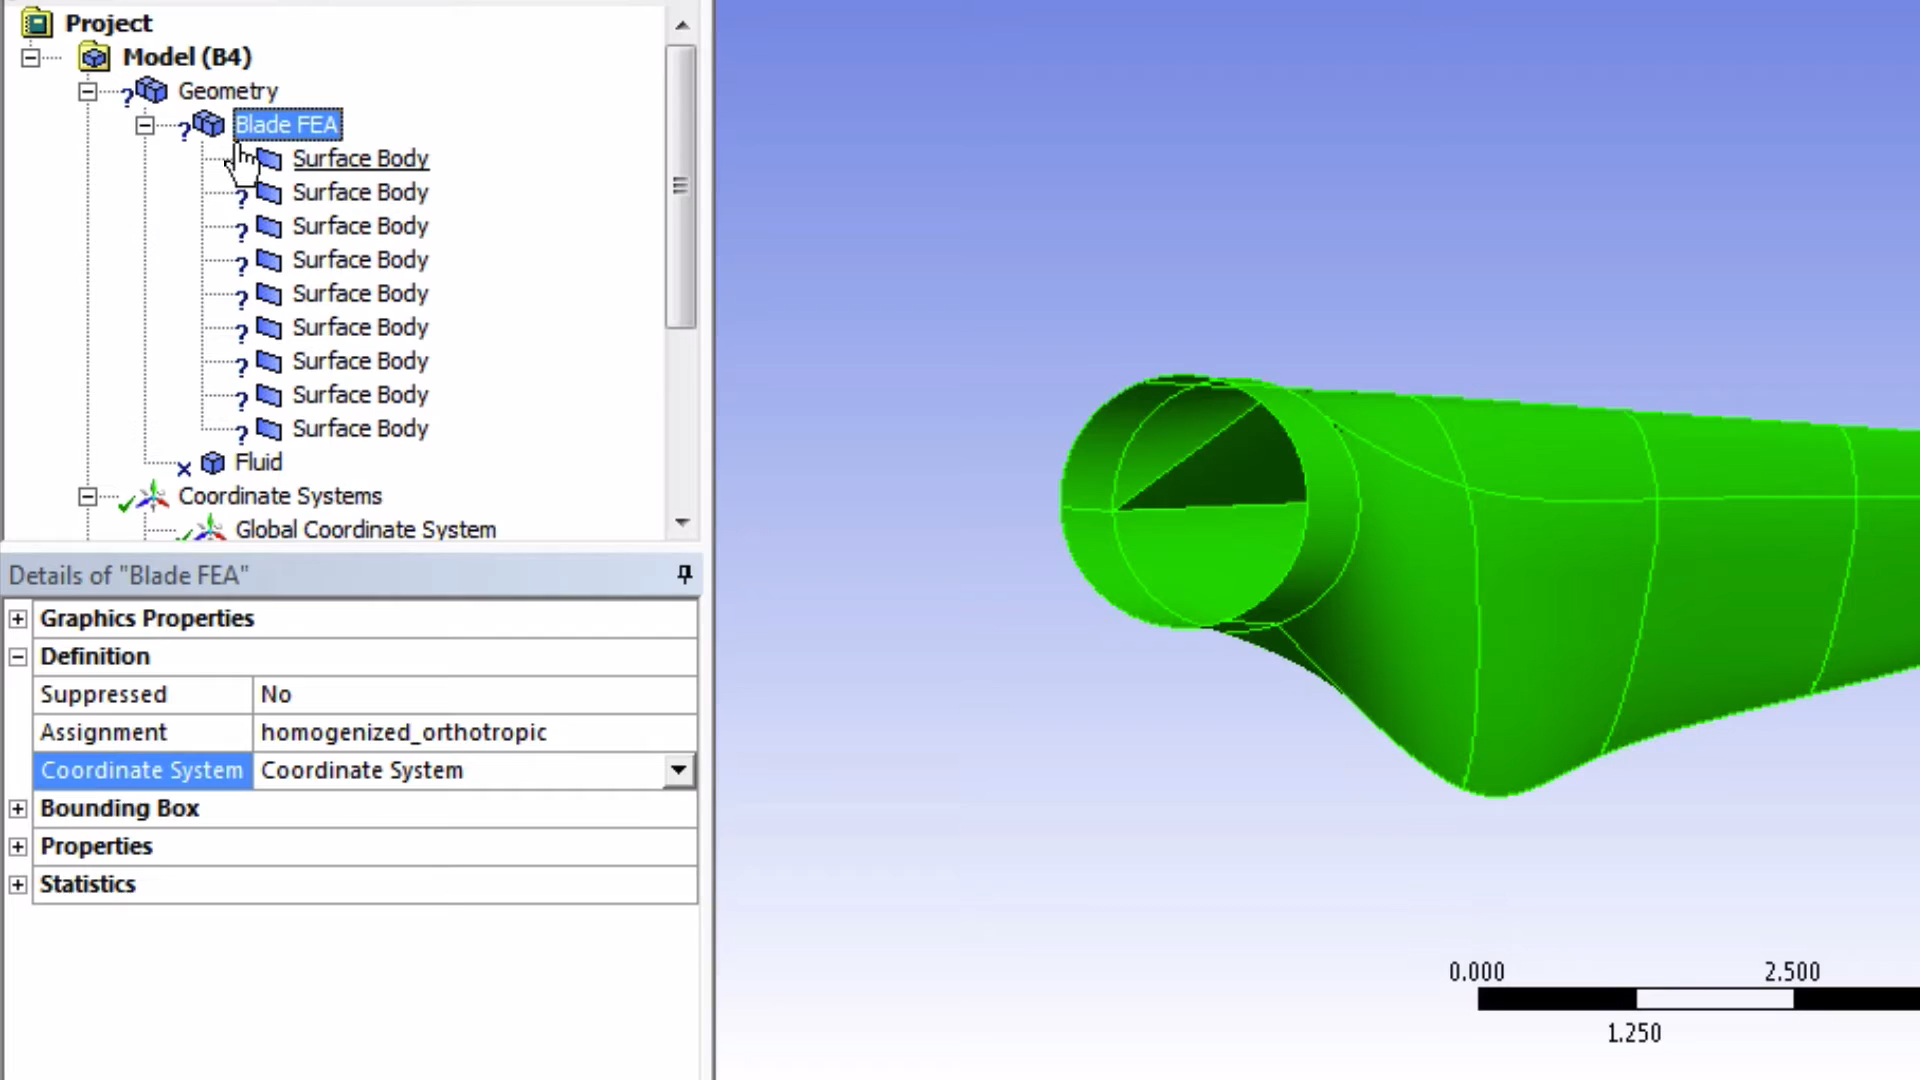 Project
Model (B4)
Geometry
Blade FEA
Surface Body
Surface Body
Surface Body
Surface Body
Surface Body
Surface Body
Surface Body
Surface Body
Surface Body
Fluid
Coordinate Systems
Global Coordinate System
Details of "Blade FEA"
Graphics Properties
Definition
Suppressed No
Assignment homogenized_orthotropic
Coordinate System Coordinate System
Bounding Box
Properties
Statistics
0.000 2.500
1.250